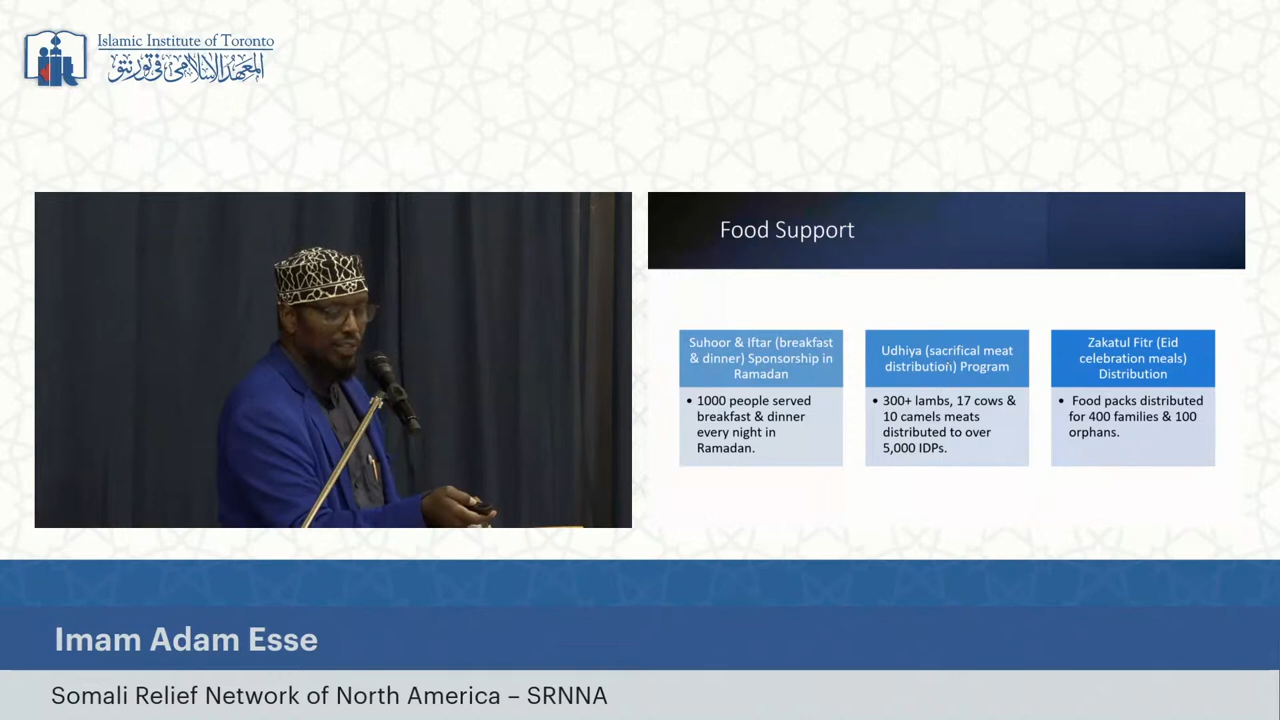 Islamic Institute of Toronto
المعهد الإسلامي في تورنتو
Food Support
Suhoor & Iftar (breakfast
& dinner) Sponsorship in
Ramadan
• 1000 people served
breakfast & dinner
every night in
Ramadan.
Udhiya (sacrifical meat
distribution) Program
• 300+ lambs, 17 cows &
10 camels meats
distributed to over
5,000 IDPs.
Zakatul Fitr (Eid
celebration meals)
Distribution
• Food packs distributed
for 400 families & 100
orphans.
Imam Adam Esse
Somali Relief Network of North America – SRNNA